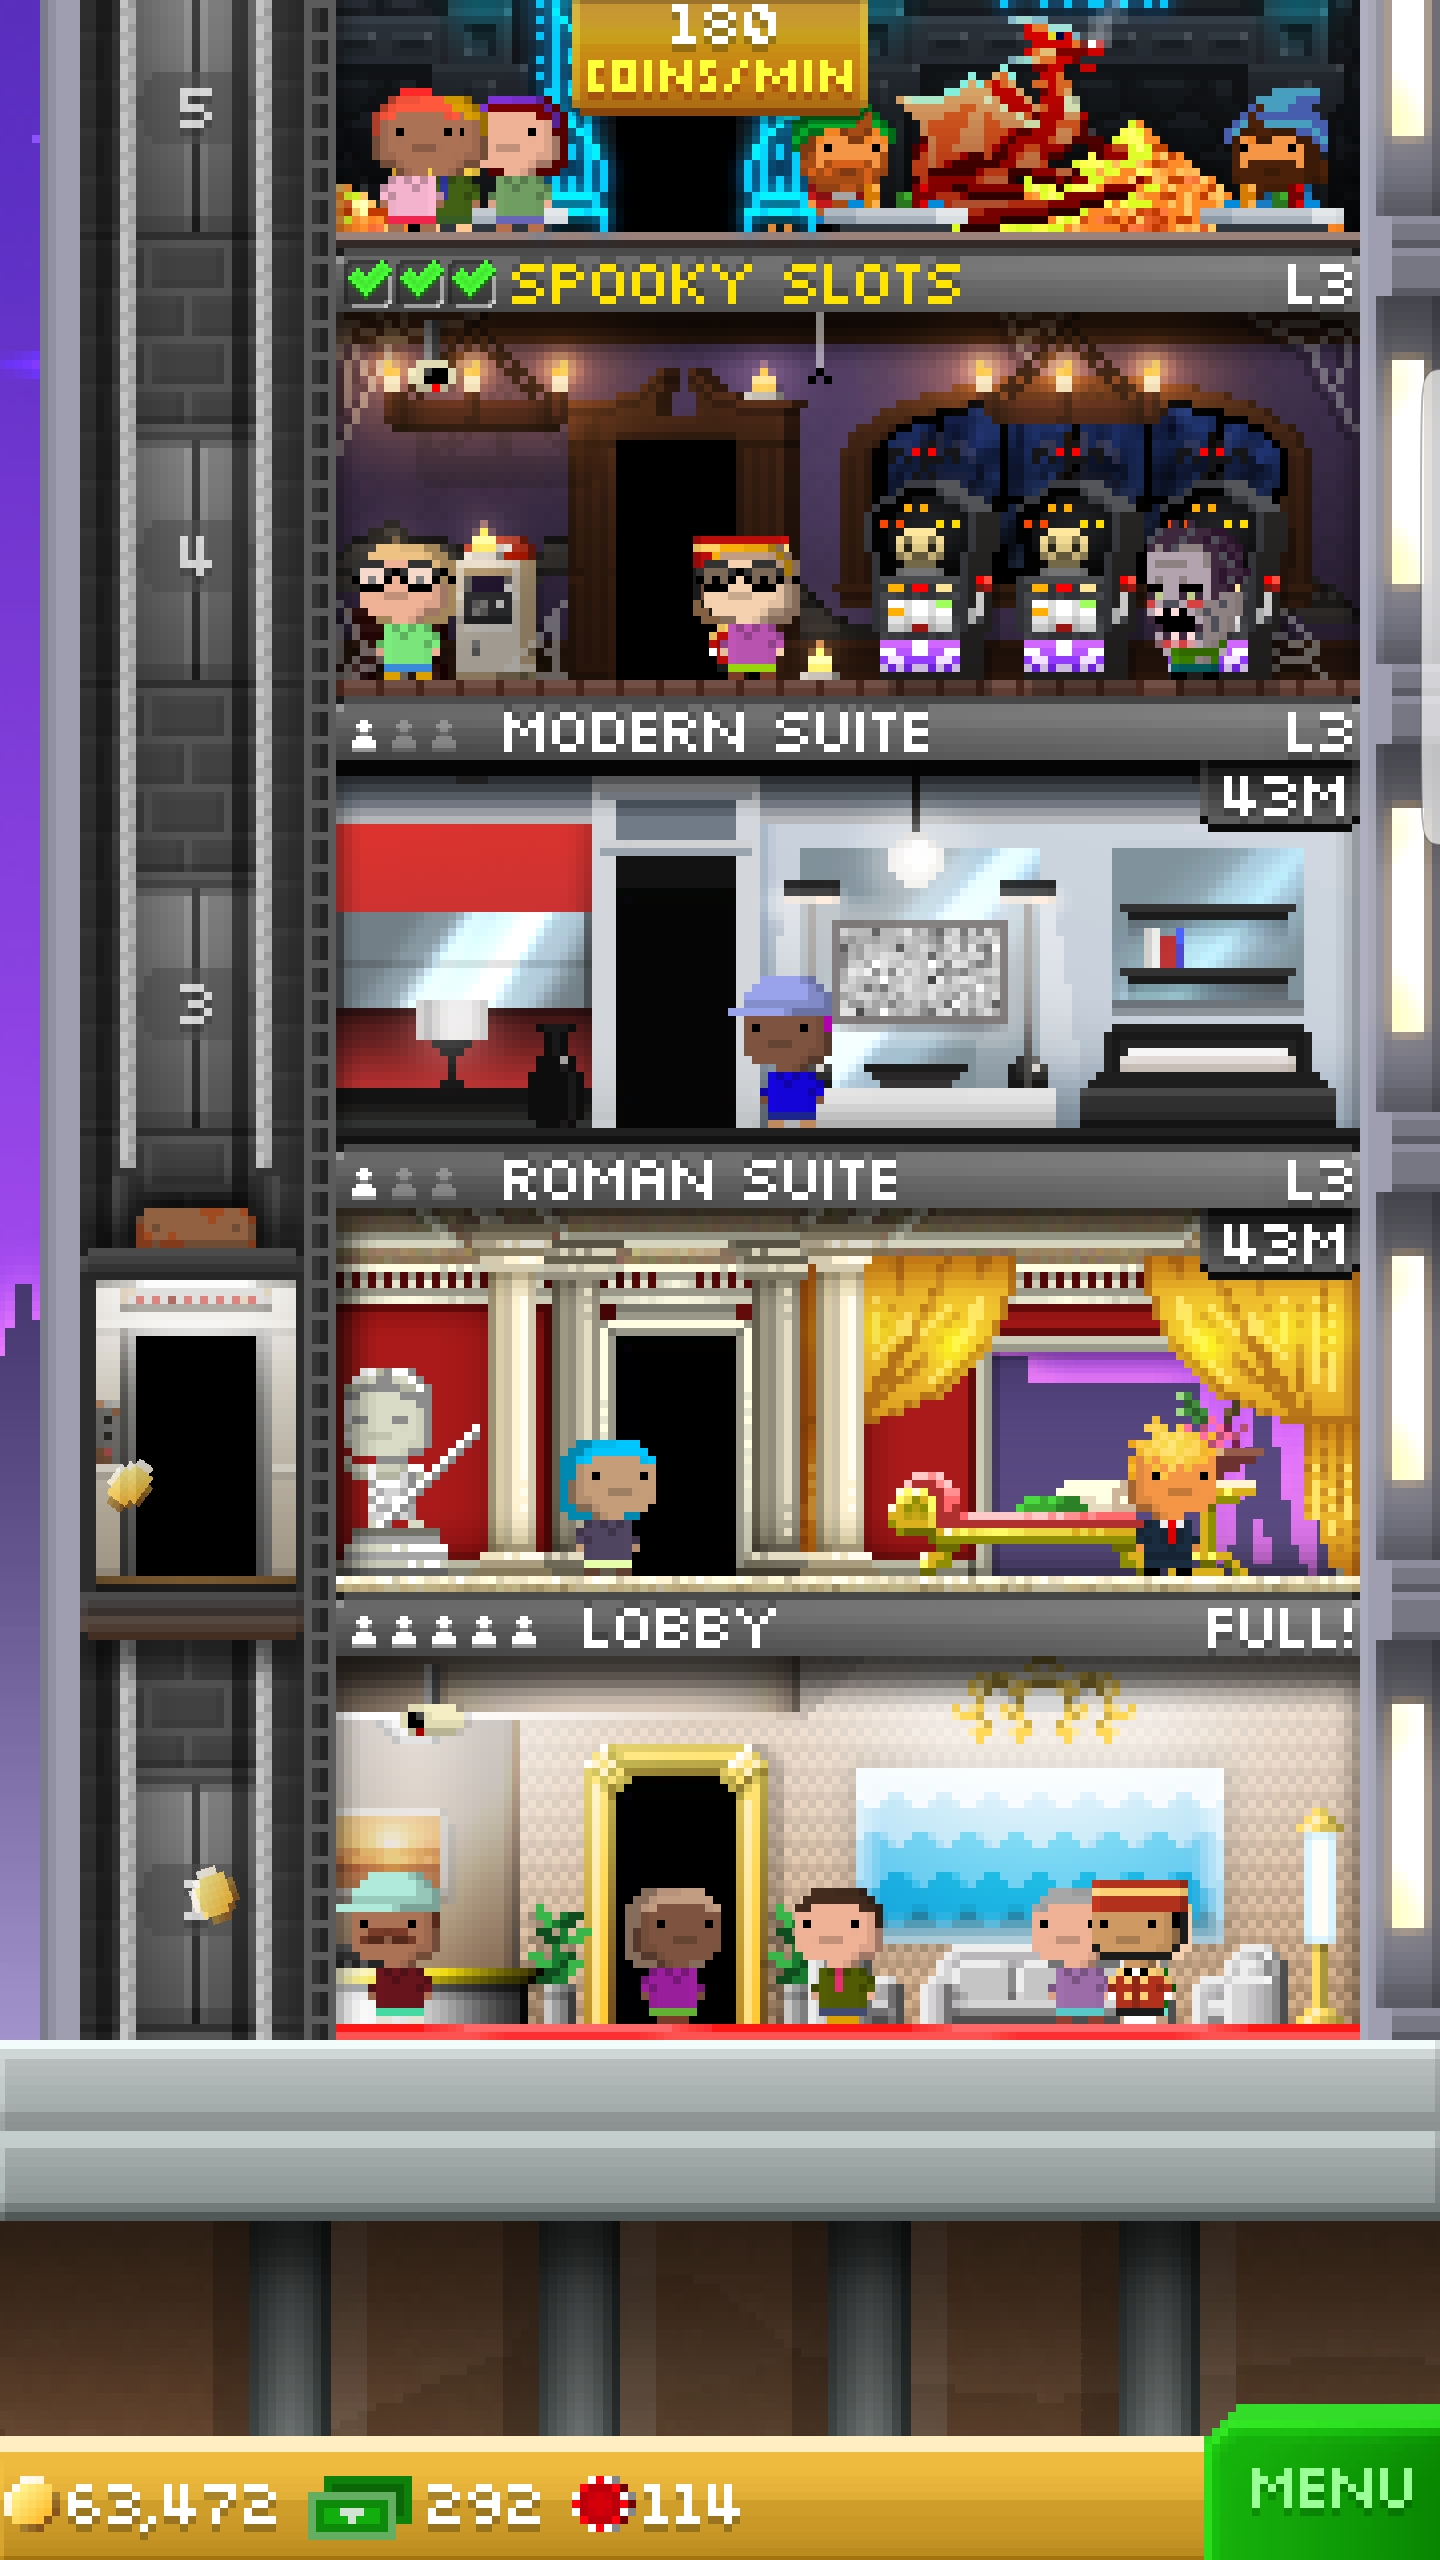 180
COINS/MIN
5
SPOOKY SLOTS L3
4
MODERN SUITE L3
43M
3
ROMAN SUITE L3
43M
LOBBY FULL!
1
63,472 292 114
MENU